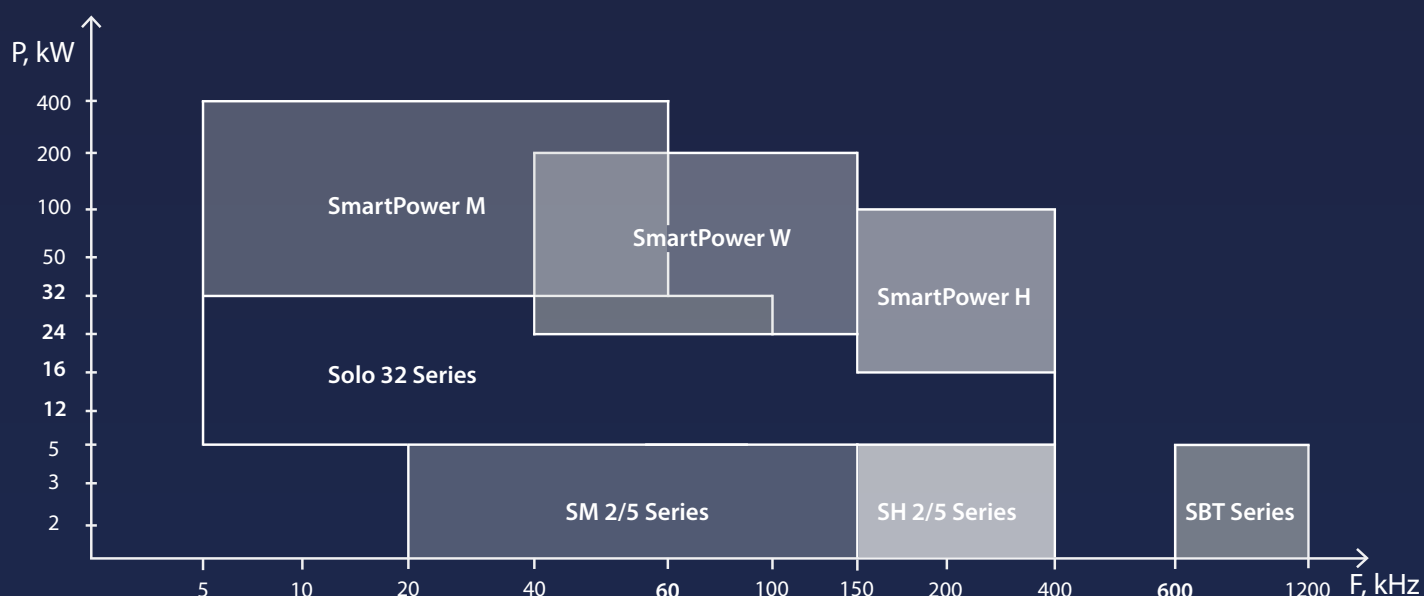 P, kW
400
200
SmartPower M
100
SmartPower W
50
32
SmartPower H
24
Solo 32 Series
16
12
5
3
SM 2/5 Series
SH 2/5 Series
SBT Series
2
5 10 20 40 60 100 150 200 400 600 1200 F, kHz